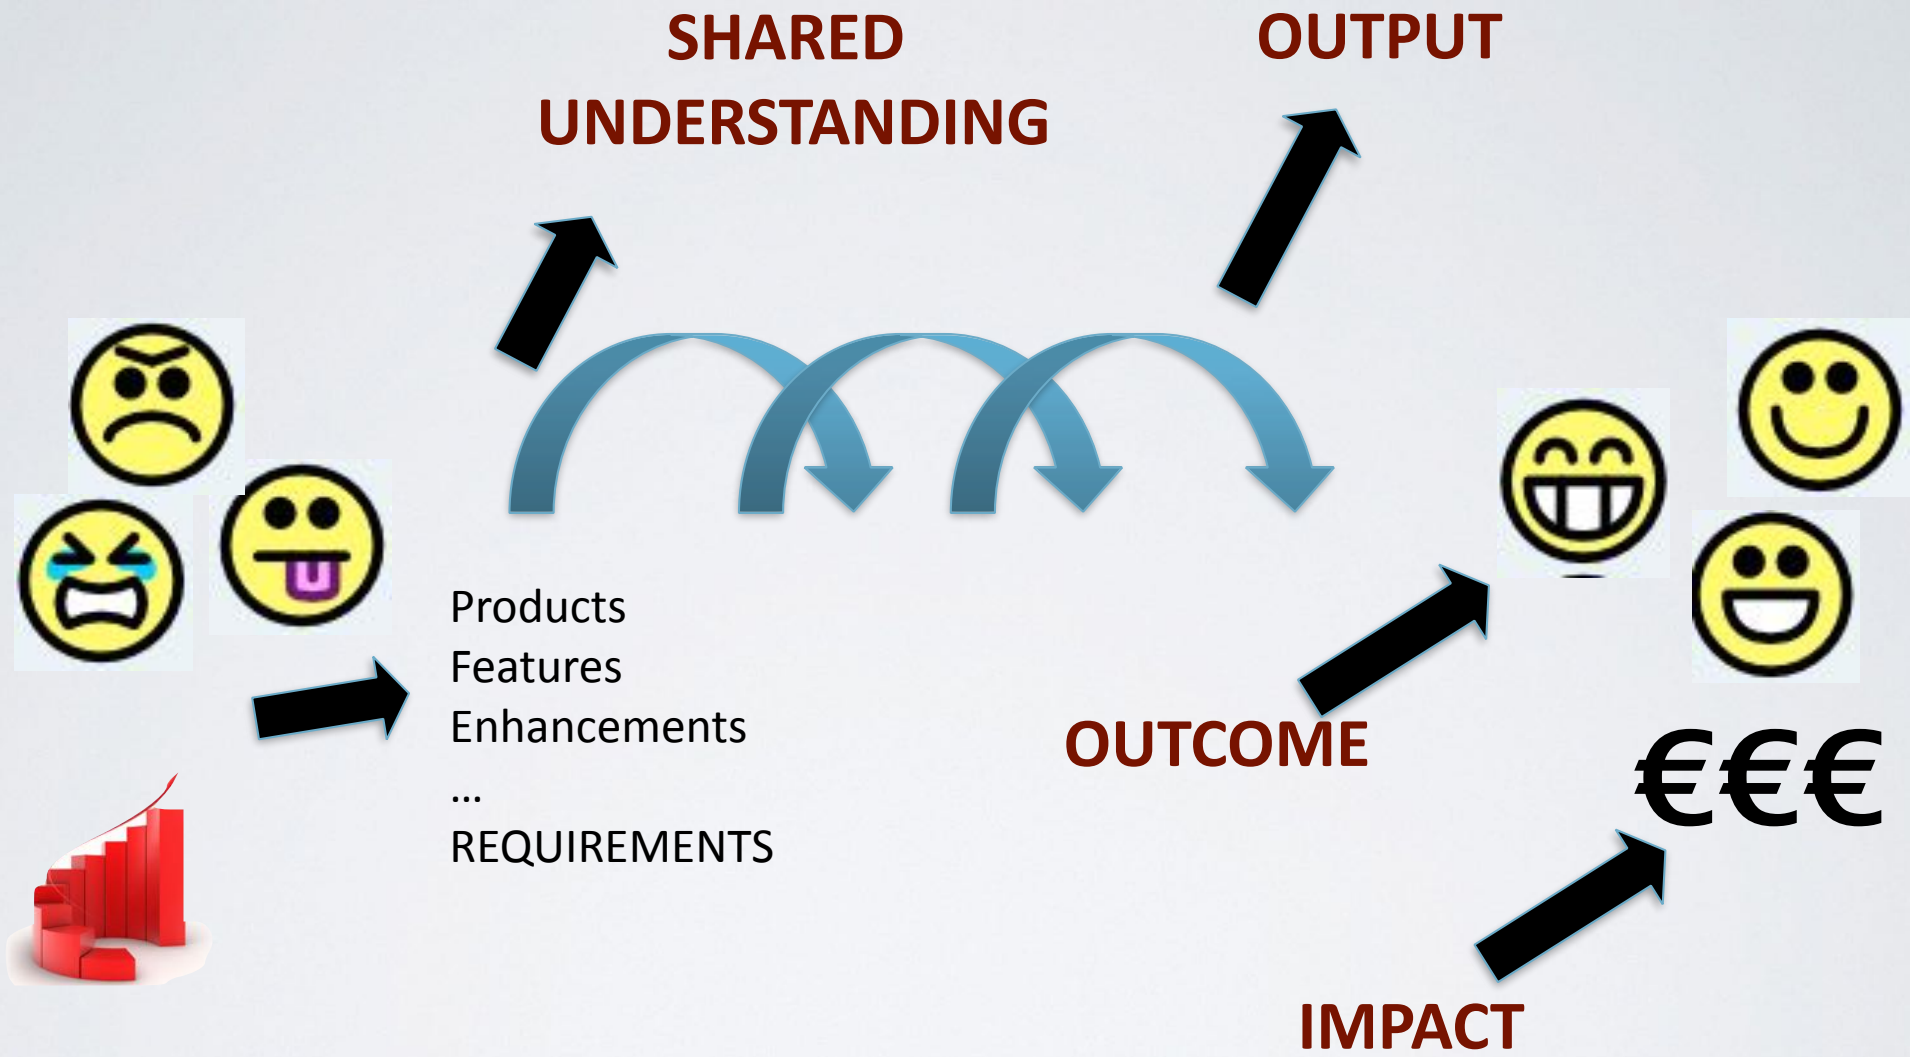 SHARED
UNDERSTANDING
OUTPUT
Products
Features
Enhancements
...
REQUIREMENTS
OUTCOME
€€€
IMPACT